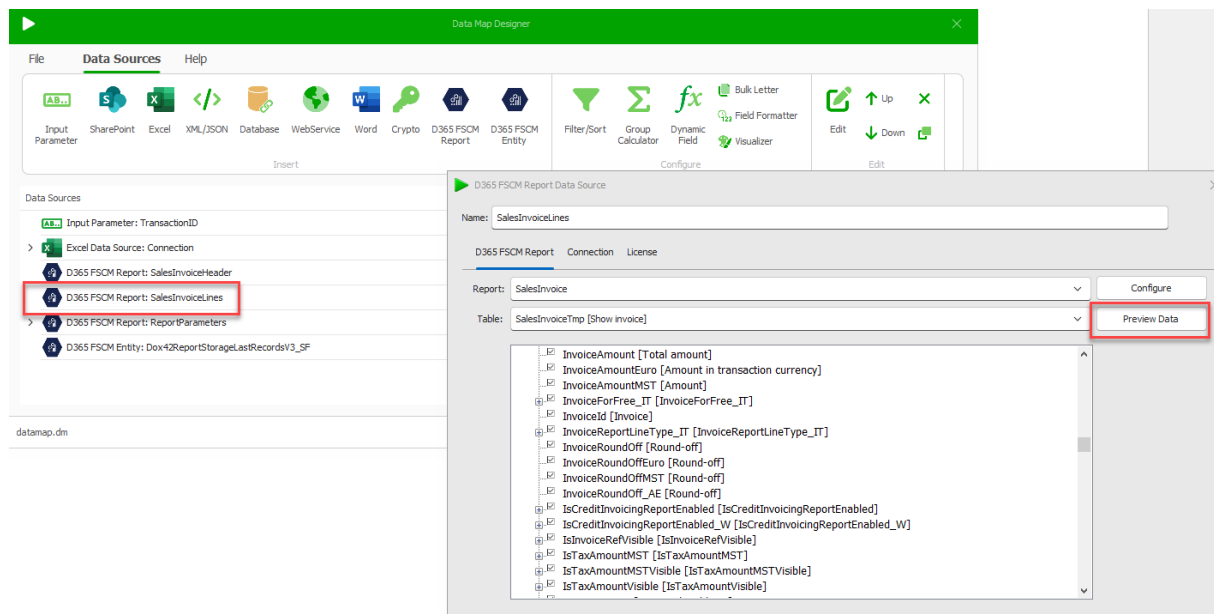 Data Map Designer
File Data Sources Help
AB.. Input Parameter
SharePoint
Excel
XML/JSON
Database
WebService
Word
Crypto
D365 FSCM Report
D365 FSCM Entity
Insert
Filter/Sort
Group Calculator
fx Dynamic Field
Bulk Letter
Field Formatter
Visualizer
Configure
Edit
Up
Down
Edit
Data Sources
AB.. Input Parameter: TransactionID
Excel Data Source: Connection
D365 FSCM Report: SalesInvoiceHeader
D365 FSCM Report: SalesInvoiceLines
D365 FSCM Report: ReportParameters
D365 FSCM Entity: Dox42ReportStorageLastRecordsV3_SF
datamap.dm
D365 FSCM Report Data Source
Name: SalesInvoiceLines
D365 FSCM Report Connection License
Report: SalesInvoice Configure
Table: SalesInvoiceTmp [Show invoice] Preview Data
InvoiceAmount [Total amount]
InvoiceAmountEuro [Amount in transaction currency]
InvoiceAmountMST [Amount]
InvoiceForFree_IT [InvoiceForFree_IT]
InvoiceId [Invoice]
InvoiceReportLineType_IT [InvoiceReportLineType_IT]
InvoiceRoundOff [Round-off]
InvoiceRoundOffEuro [Round-off]
InvoiceRoundOffMST [Round-off]
InvoiceRoundOff_AE [Round-off]
IsCreditInvoicingReportEnabled [IsCreditInvoicingReportEnabled]
IsCreditInvoicingReportEnabled_W [IsCreditInvoicingReportEnabled_W]
IsInvoiceRefVisible [IsInvoiceRefVisible]
IsTaxAmountMST [IsTaxAmountMST]
IsTaxAmountMSTVisible [IsTaxAmountMSTVisible]
IsTaxAmountVisible [IsTaxAmountVisible]